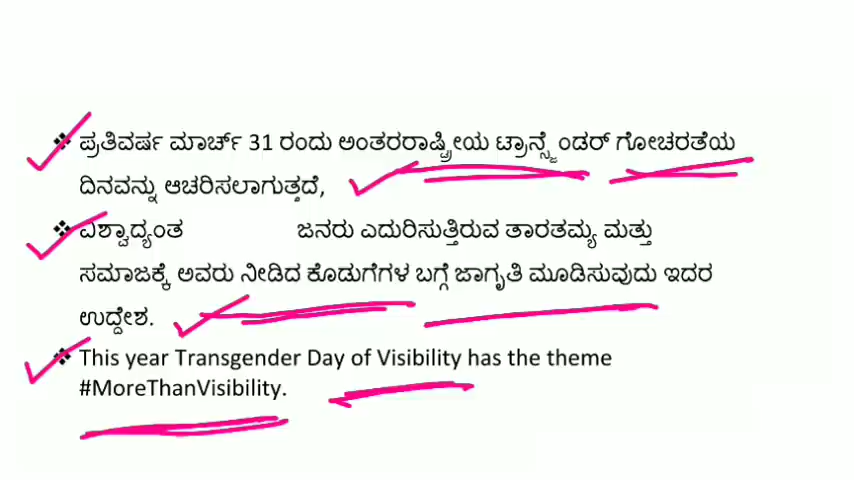 ❖ ಪ್ರತಿವರ್ಷ ಮಾರ್ಚ್ 31 ರಂದು ಅಂತರರಾಷ್ಟ್ರೀಯ ಟ್ರಾನ್ಸ್ಜೆಂಡರ್ ಗೋಚರತೆಯ
ದಿನವನ್ನು ಆಚರಿಸಲಾಗುತ್ತದೆ,
❖ ವಿಶ್ವಾದ್ಯಂತ ಜನರು ಎದುರಿಸುತ್ತಿರುವ ತಾರತಮ್ಯ ಮತ್ತು
ಸಮಾಜಕ್ಕೆ ಅವರು ನೀಡಿದ ಕೊಡುಗೆಗಳ ಬಗ್ಗೆ ಜಾಗೃತಿ ಮೂಡಿಸುವುದು ಇದರ
ಉದ್ದೇಶ.
❖ This year Transgender Day of Visibility has the theme
#MoreThanVisibility.